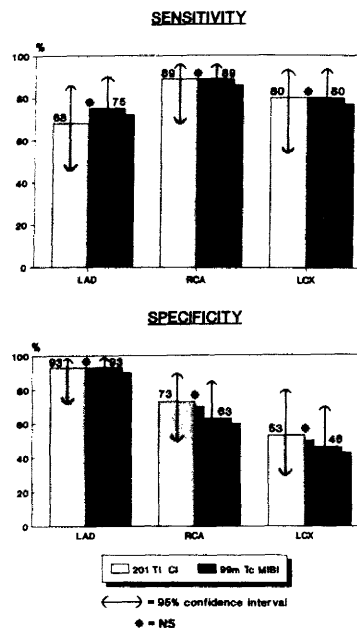 SENSITIVITY
%
100
80
60
40
20
0
68 75
89 89
80 80
LAD RCA LCX
SPECIFICITY
%
100
80
60
40
20
0
93 93
73 63
53 46
LAD RCA LCX
201 Tl Cl 99m Tc MIBI
= 95% confidence interval
= NS